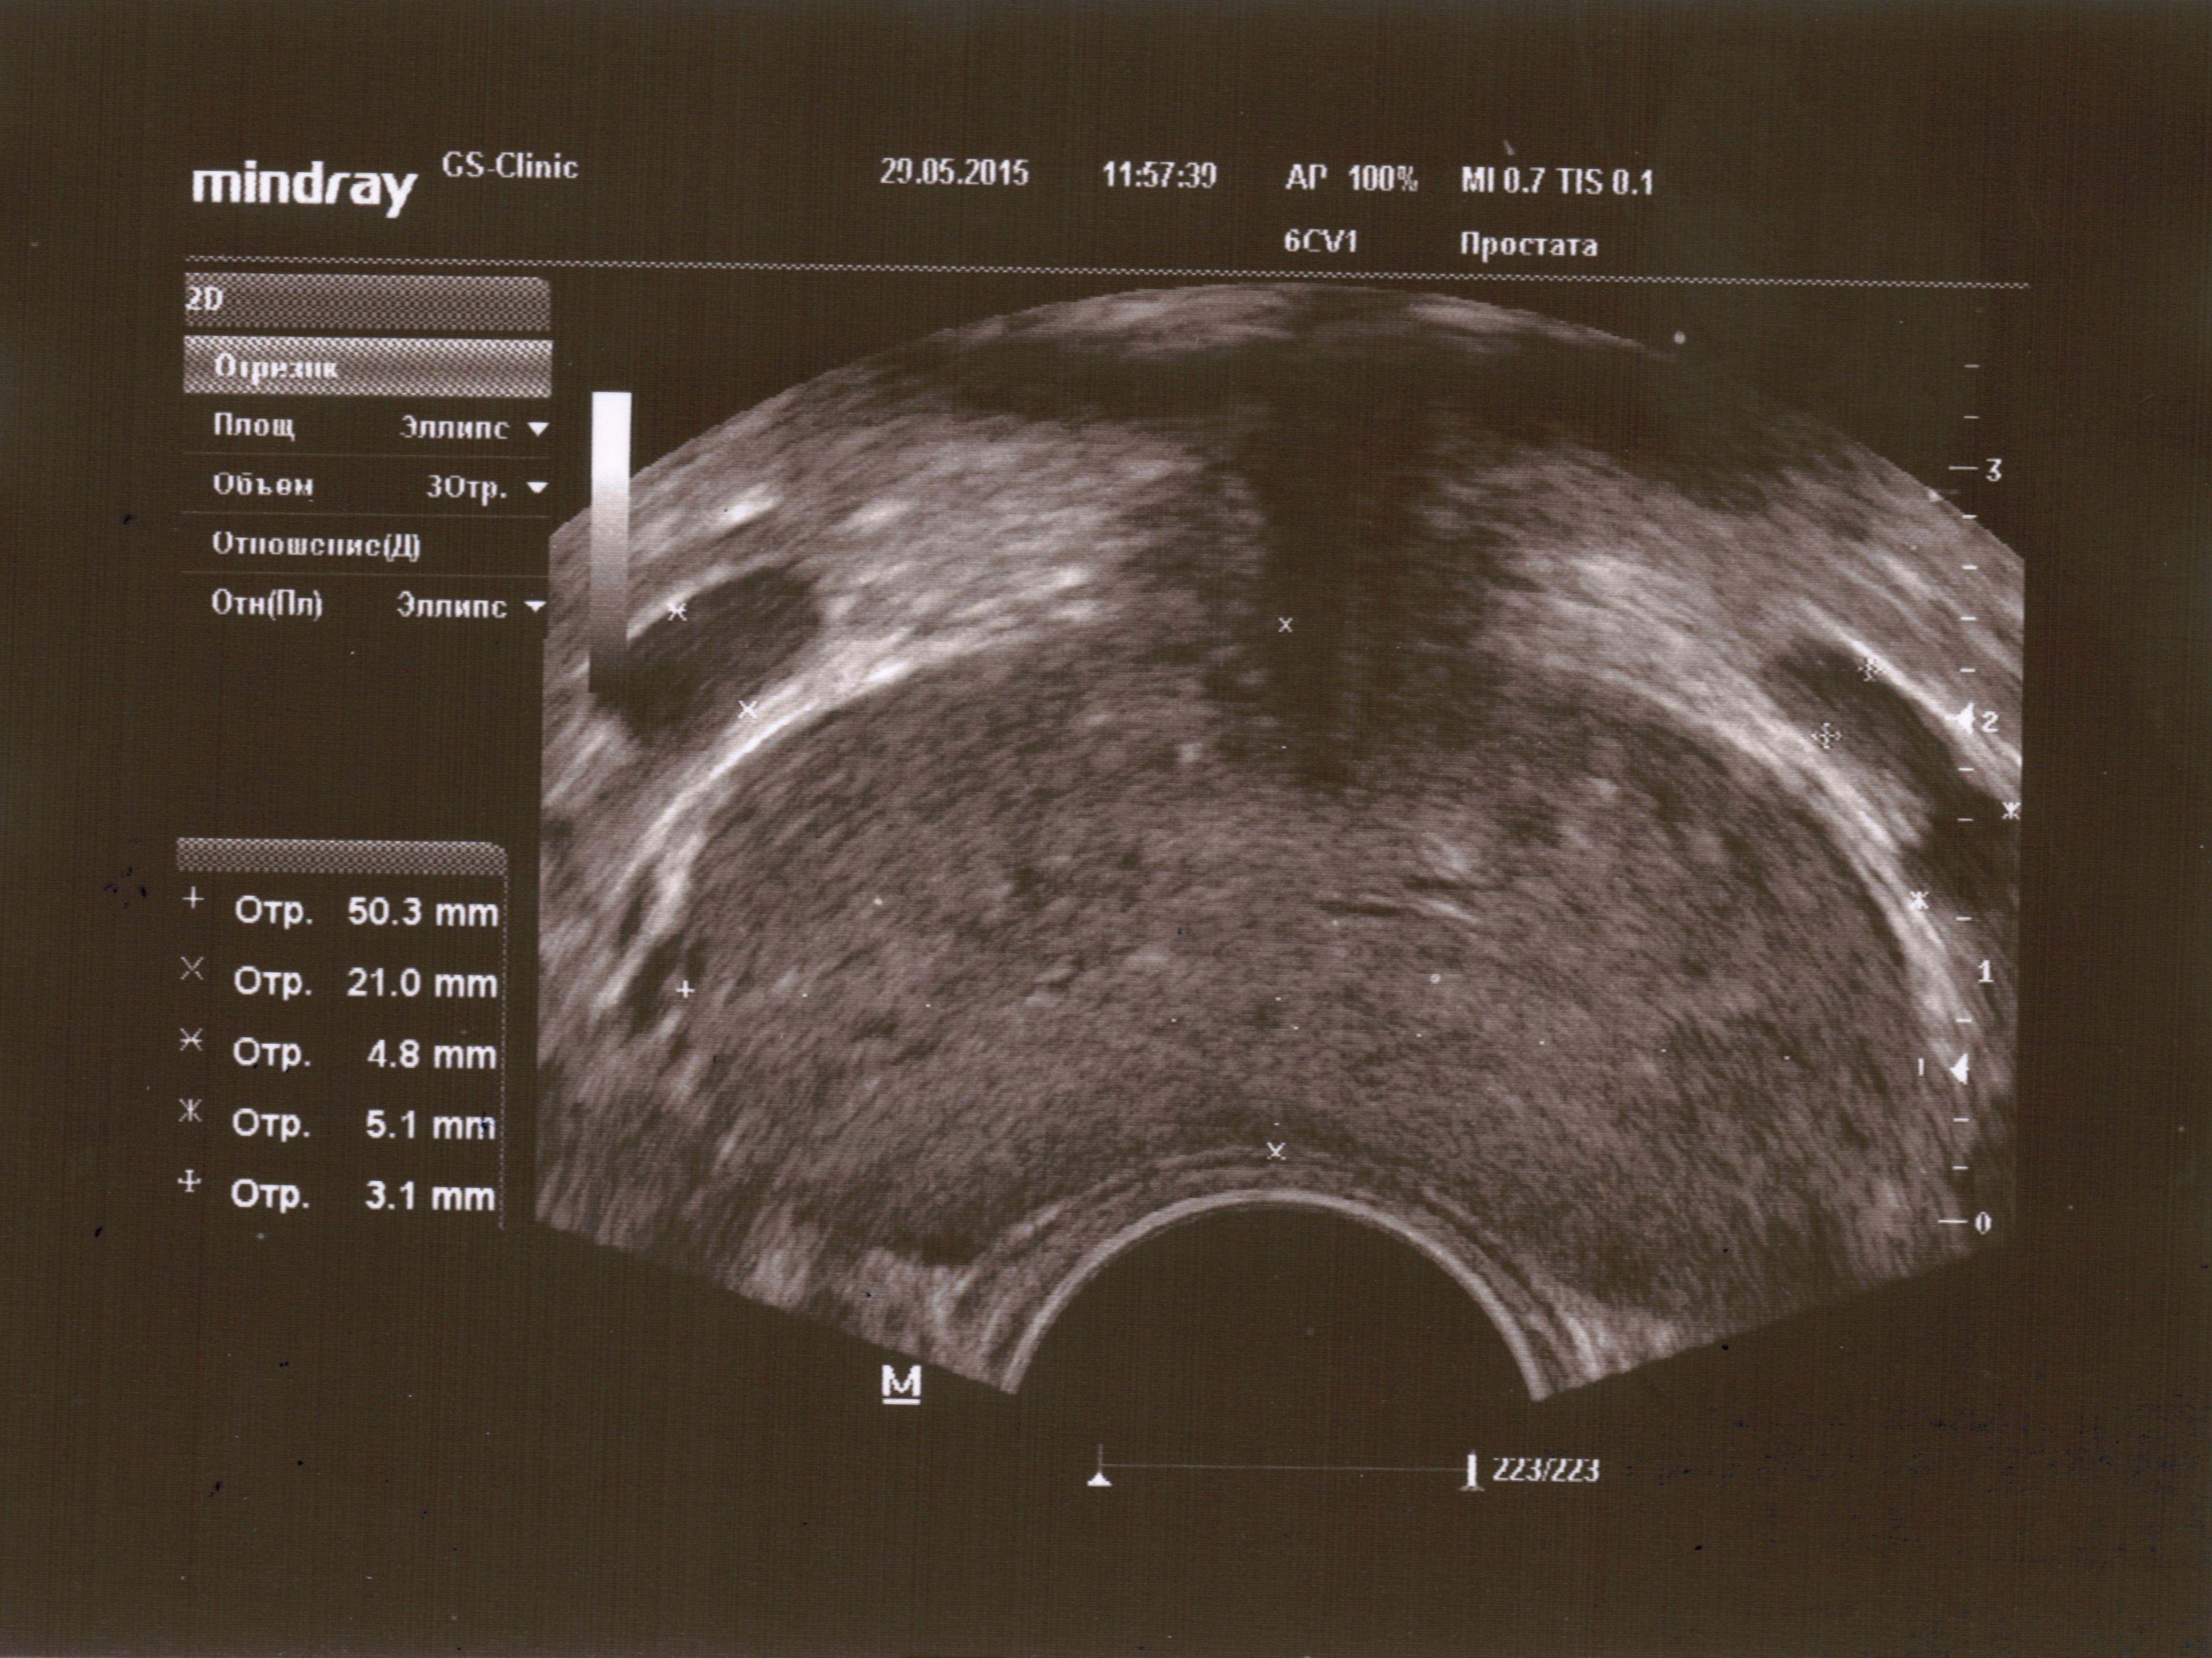 mindray GS-Clinic 29.05.2015 11:57:39 AP 100% MI 0.7 TIS 0.1
6CV1 Простата
2D
Отрезик
Площ Эллипс
Объем 3Отр.
Отношение(Д)
Отн(Пл) Эллипс
3
2
1
0
+ Отр. 50.3 mm
Отр. 21.0 mm
Отр. 4.8 mm
Отр. 5.1 mm
Отр. 3.1 mm
M
223/223